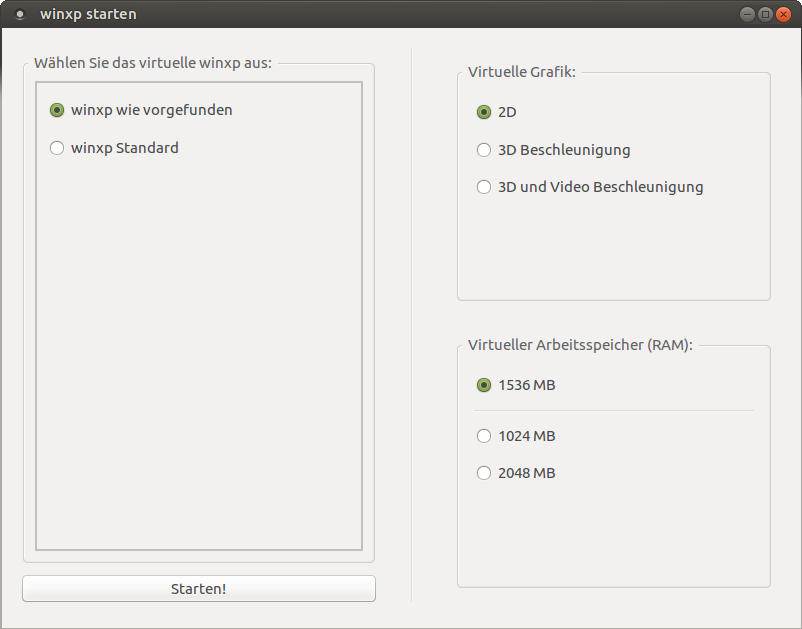 winxp starten
Wählen Sie das virtuelle winxp aus:
winxp wie vorgefunden
winxp Standard
Starten!
Virtuelle Grafik:
2D
3D Beschleunigung
3D und Video Beschleunigung
Virtueller Arbeitsspeicher (RAM):
1536 MB
1024 MB
2048 MB